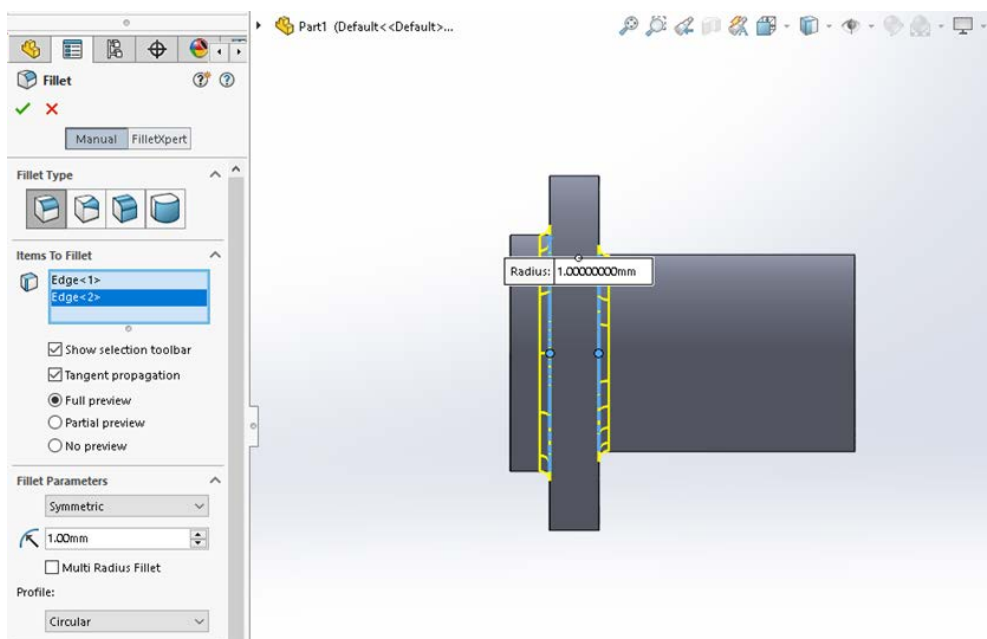 Part1 (Default<<Default>...
Fillet
Manual FilletXpert
Fillet Type
Items To Fillet
Edge<1>
Edge<2>
Show selection toolbar
Tangent propagation
Full preview
Partial preview
No preview
Fillet Parameters
Symmetric
1.00mm
Multi Radius Fillet
Profile:
Circular
Radius: 1.00000000mm